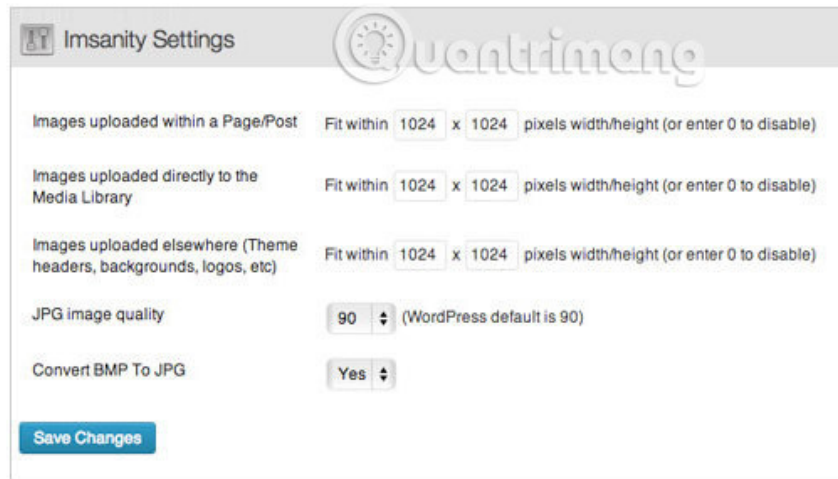 Imsanity Settings
Quantrimang
Images uploaded within a Page/Post
Fit within 1024 x 1024 pixels width/height (or enter 0 to disable)
Images uploaded directly to the
Media Library
Fit within 1024 x 1024 pixels width/height (or enter 0 to disable)
Images uploaded elsewhere (Theme
headers, backgrounds, logos, etc)
Fit within 1024 x 1024 pixels width/height (or enter 0 to disable)
JPG image quality
90 (WordPress default is 90)
Convert BMP To JPG
Yes
Save Changes